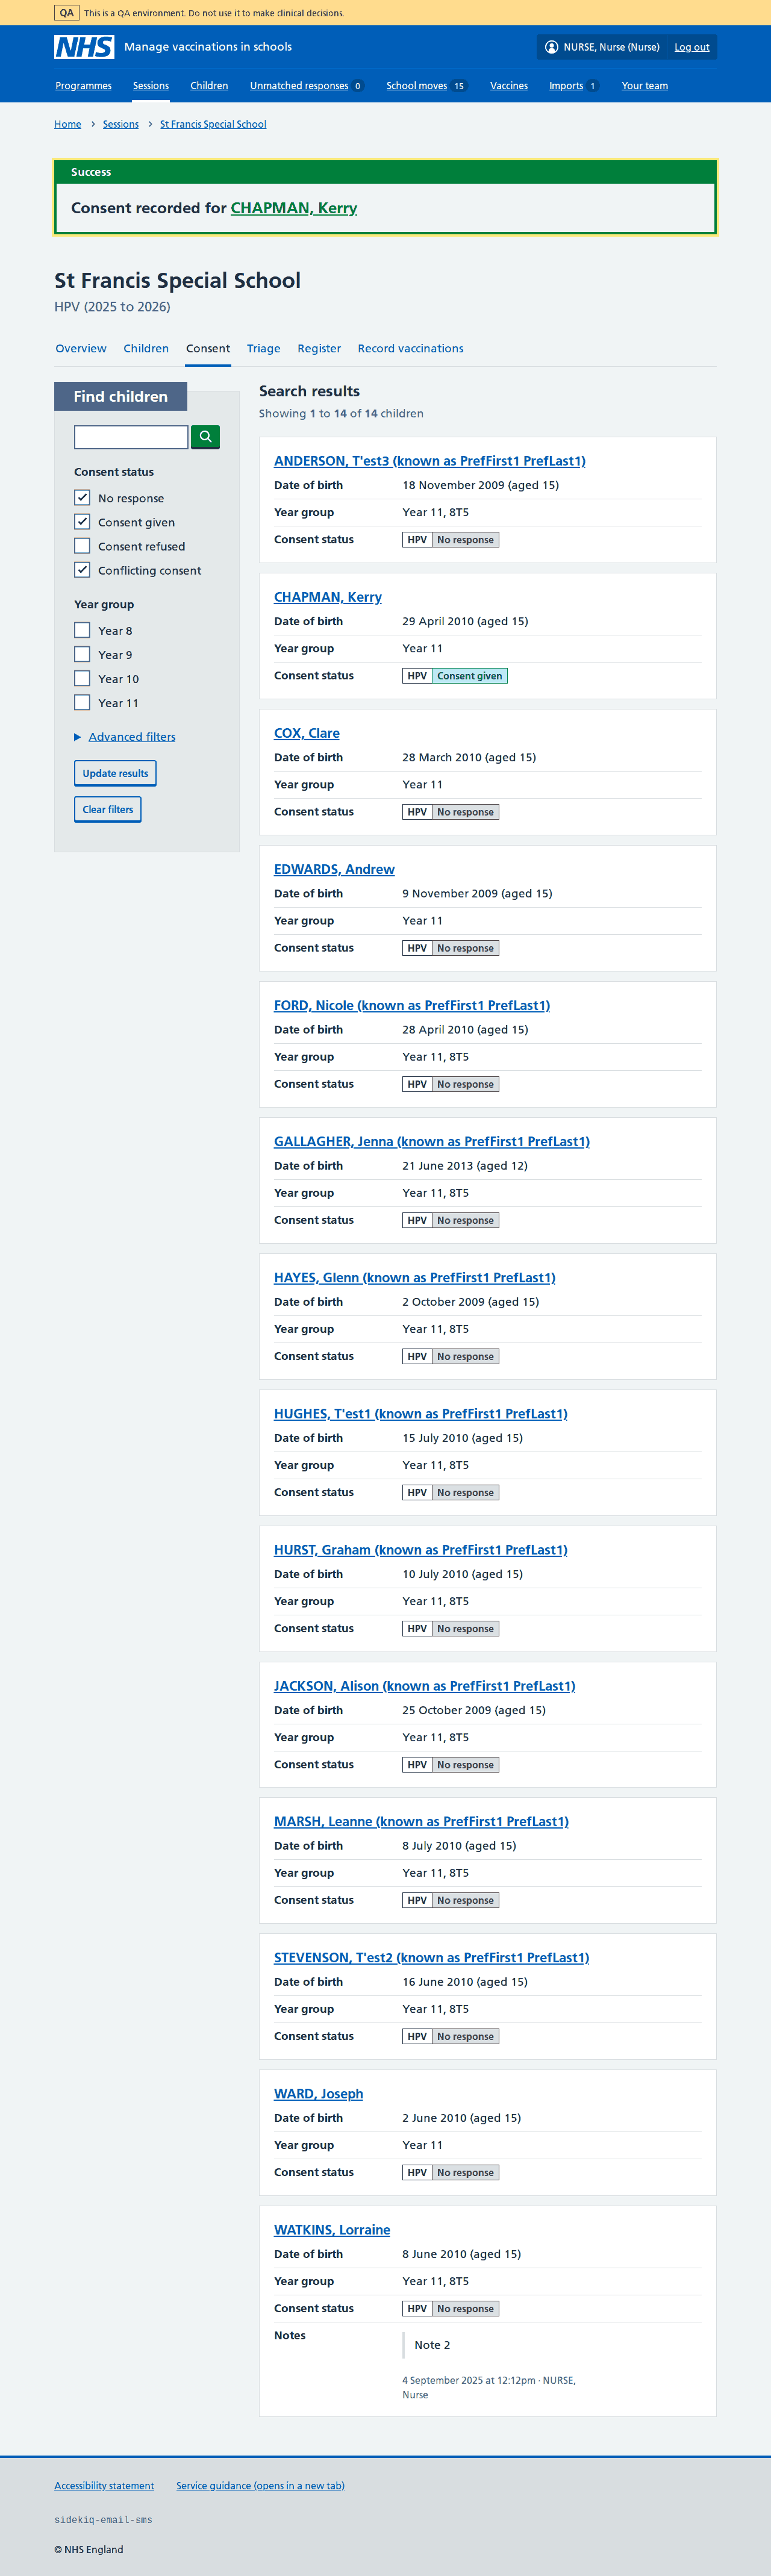 QA This is a QA environment. Do not use it to make clinical decisions.
NHS Manage vaccinations in schools NURSE, Nurse (Nurse) Log out
Programmes Sessions Children Unmatched responses 0 School moves 15 Vaccines Imports 1 Your team
Home Sessions St Francis Special School
Success
Consent recorded for CHAPMAN, Kerry
St Francis Special School
HPV (2025 to 2026)
Overview Children Consent Triage Register Record vaccinations
Find children
Consent status
No response
Consent given
Consent refused
Conflicting consent
Year group
Year 8
Year 9
Year 10
Year 11
Advanced filters
Update results
Clear filters
Search results
Showing 1 to 14 of 14 children
ANDERSON, T'est3 (known as PrefFirst1 PrefLast1)
Date of birth 18 November 2009 (aged 15)
Year group Year 11, 8T5
Consent status HPV No response
CHAPMAN, Kerry
Date of birth 29 April 2010 (aged 15)
Year group Year 11
Consent status HPV Consent given
COX, Clare
Date of birth 28 March 2010 (aged 15)
Year group Year 11
Consent status HPV No response
EDWARDS, Andrew
Date of birth 9 November 2009 (aged 15)
Year group Year 11
Consent status HPV No response
FORD, Nicole (known as PrefFirst1 PrefLast1)
Date of birth 28 April 2010 (aged 15)
Year group Year 11, 8T5
Consent status HPV No response
GALLAGHER, Jenna (known as PrefFirst1 PrefLast1)
Date of birth 21 June 2013 (aged 12)
Year group Year 11, 8T5
Consent status HPV No response
HAYES, Glenn (known as PrefFirst1 PrefLast1)
Date of birth 2 October 2009 (aged 15)
Year group Year 11, 8T5
Consent status HPV No response
HUGHES, T'est1 (known as PrefFirst1 PrefLast1)
Date of birth 15 July 2010 (aged 15)
Year group Year 11, 8T5
Consent status HPV No response
HURST, Graham (known as PrefFirst1 PrefLast1)
Date of birth 10 July 2010 (aged 15)
Year group Year 11, 8T5
Consent status HPV No response
JACKSON, Alison (known as PrefFirst1 PrefLast1)
Date of birth 25 October 2009 (aged 15)
Year group Year 11, 8T5
Consent status HPV No response
MARSH, Leanne (known as PrefFirst1 PrefLast1)
Date of birth 8 July 2010 (aged 15)
Year group Year 11, 8T5
Consent status HPV No response
STEVENSON, T'est2 (known as PrefFirst1 PrefLast1)
Date of birth 16 June 2010 (aged 15)
Year group Year 11, 8T5
Consent status HPV No response
WARD, Joseph
Date of birth 2 June 2010 (aged 15)
Year group Year 11
Consent status HPV No response
WATKINS, Lorraine
Date of birth 8 June 2010 (aged 15)
Year group Year 11, 8T5
Consent status HPV No response
Notes Note 2
4 September 2025 at 12:12pm · NURSE,
Nurse
Accessibility statement Service guidance (opens in a new tab)
sidekiq-email-sms
© NHS England